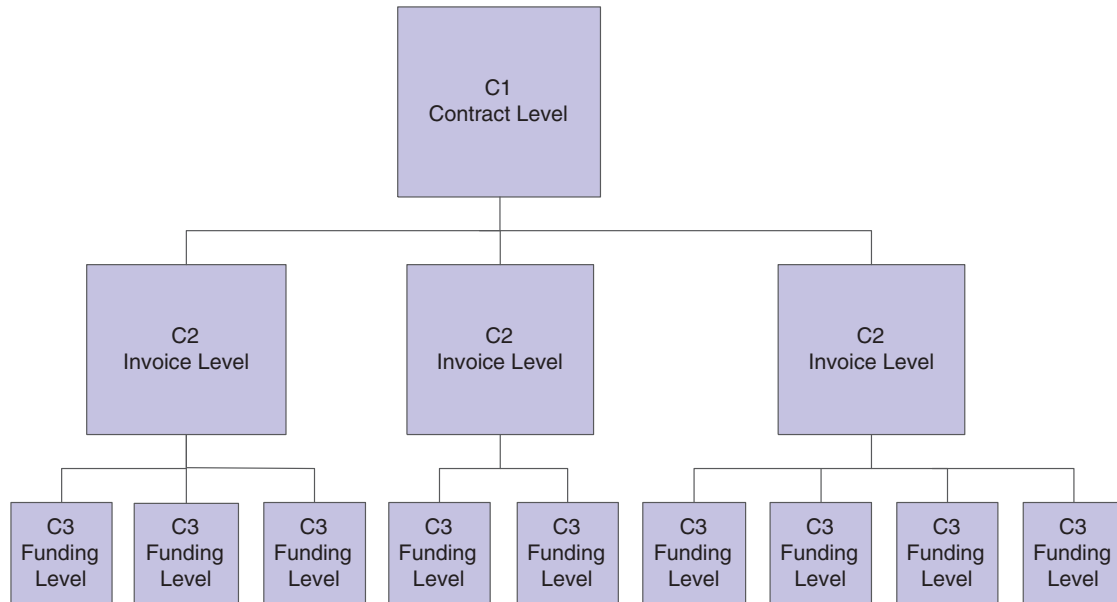 C1
Contract Level
C2
Invoice Level
C2
Invoice Level
C2
Invoice Level
C3
Funding
Level
C3
Funding
Level
C3
Funding
Level
C3
Funding
Level
C3
Funding
Level
C3
Funding
Level
C3
Funding
Level
C3
Funding
Level
C3
Funding
Level